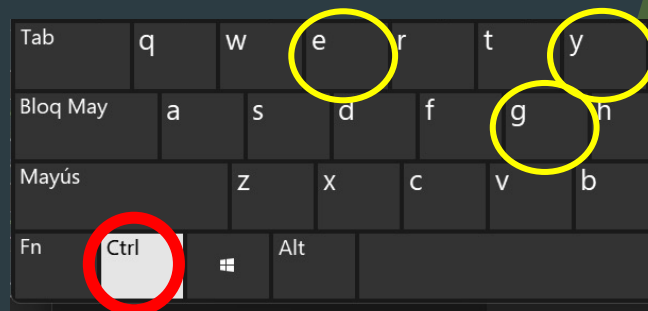 Tab q w e r t y
Bloq May a s d f g h
Mayús z x c v b
Fn Ctrl Alt